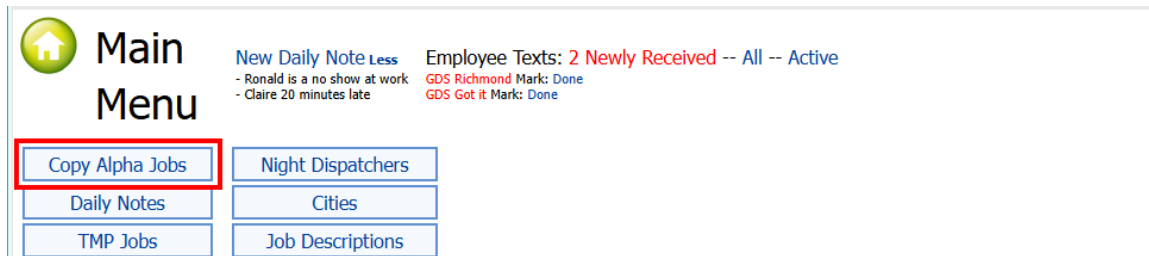 Main Menu
New Daily Note Less
- Ronald is a no show at work
- Claire 20 minutes late
Employee Texts: 2 Newly Received -- All -- Active
GDS Richmond Mark: Done
GDS Got it Mark: Done
Copy Alpha Jobs
Night Dispatchers
Daily Notes
Cities
TMP Jobs
Job Descriptions